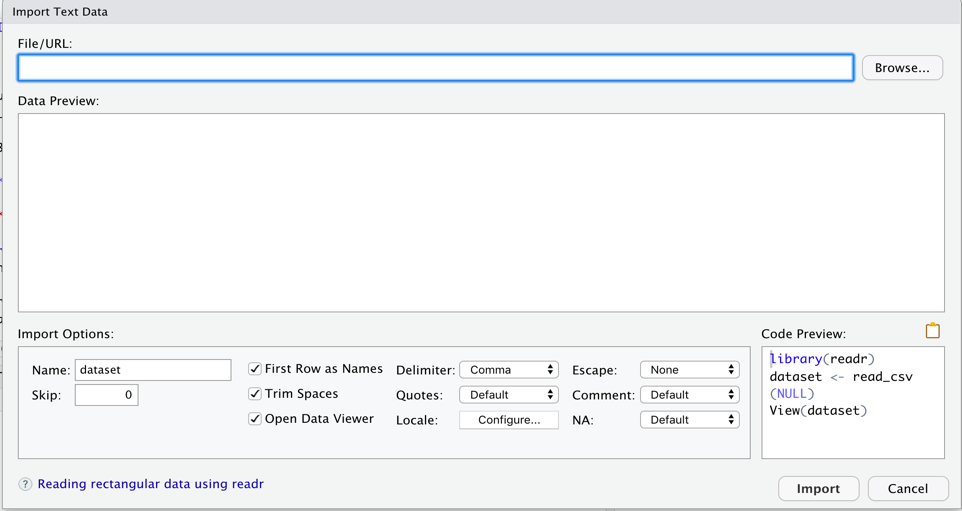 Import Text Data
File/URL:
Browse...
Data Preview:
Import Options:
Name: dataset
Skip: 0
First Row as Names
Trim Spaces
Open Data Viewer
Delimiter: Comma
Quotes: Default
Locale: Configure...
Escape: None
Comment: Default
NA: Default
Code Preview:
library(readr)
dataset <- read_csv
(NULL)
View(dataset)
? Reading rectangular data using readr
Import
Cancel